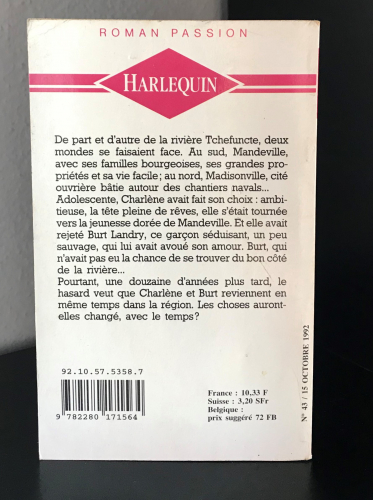 ROMAN PASSION
HARLEQUIN
De part et d'autre de la rivière Tchefuncte, deux
mondes se faisaient face. Au sud, Mandeville,
avec ses familles bourgeoises, ses grandes pro-
priétés et sa vie facile; au nord, Madisonville, cité
ouvrière bâtie autour des chantiers navals...
Adolescente, Charlène avait fait son choix : ambi-
tieuse, la tête pleine de rêves, elle s'était tournée
vers la jeunesse dorée de Mandeville. Et elle avait
rejeté Burt Landry, ce garçon séduisant, un peu
sauvage, qui lui avait avoué son amour. Burt, qui
n'avait pas eu la chance de se trouver du bon côté
de la rivière...
Pourtant, une douzaine d'années plus tard, le
hasard veut que Charlène et Burt reviennent en
même temps dans la région. Les choses auront-
elles changé, avec le temps?
92.10.57.5358.7
9 782280 171564
France : 10,33 F
Suisse : 3,20 SFr
Belgique :
prix suggéré 72 FB
N° 43 / 15 OCTOBRE 1992